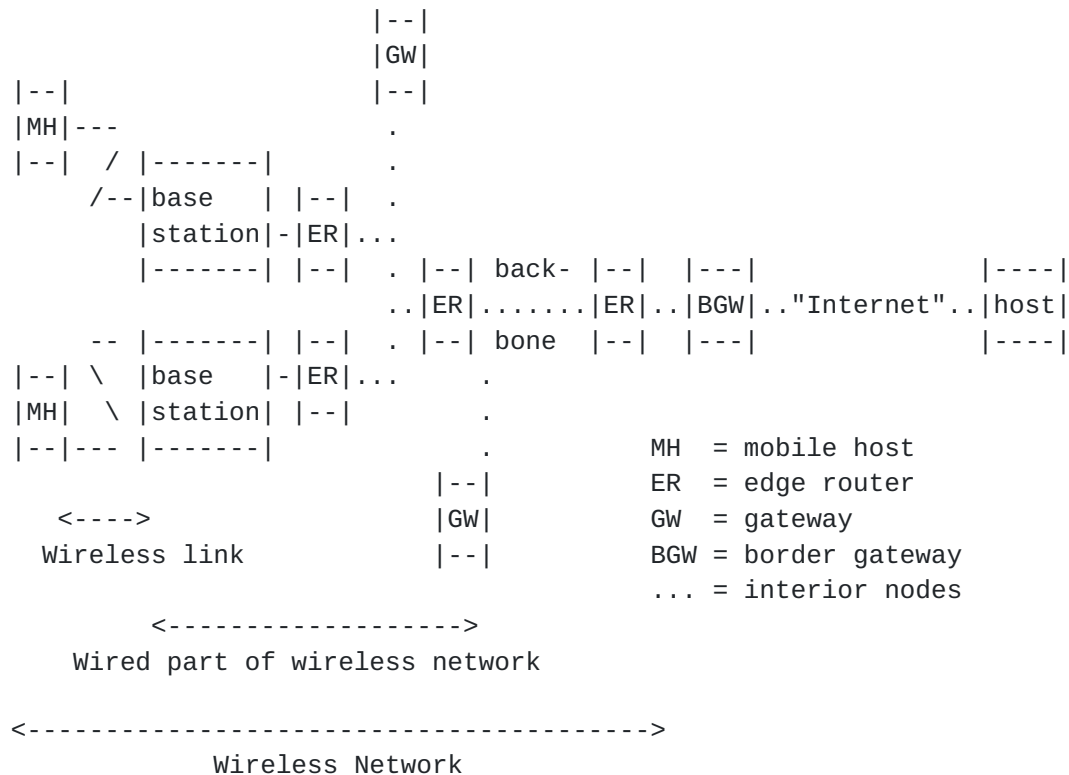 |--|
                       |GW|
|--|                   |--|
|MH|---                 .
|--|  / |-------|       .
     /--|base   | |--|  .
        |station|-|ER|...
        |-------| |--|  . |--| back- |--|  |---|              |----|
                        ..|ER|.......|ER|..|BGW|.."Internet"..|host|
     -- |-------| |--|  . |--| bone  |--|  |---|              |----|
|--| \  |base   |-|ER|...     .
|MH|  \ |station| |--|        .
|--|--- |-------|             .          MH  = mobile host
                           |--|          ER  = edge router
   <---->                  |GW|          GW  = gateway
  Wireless link            |--|          BGW = border gateway
                                         ... = interior nodes
         <------------------->
    Wired part of wireless network

<---------------------------------------->
             Wireless Network